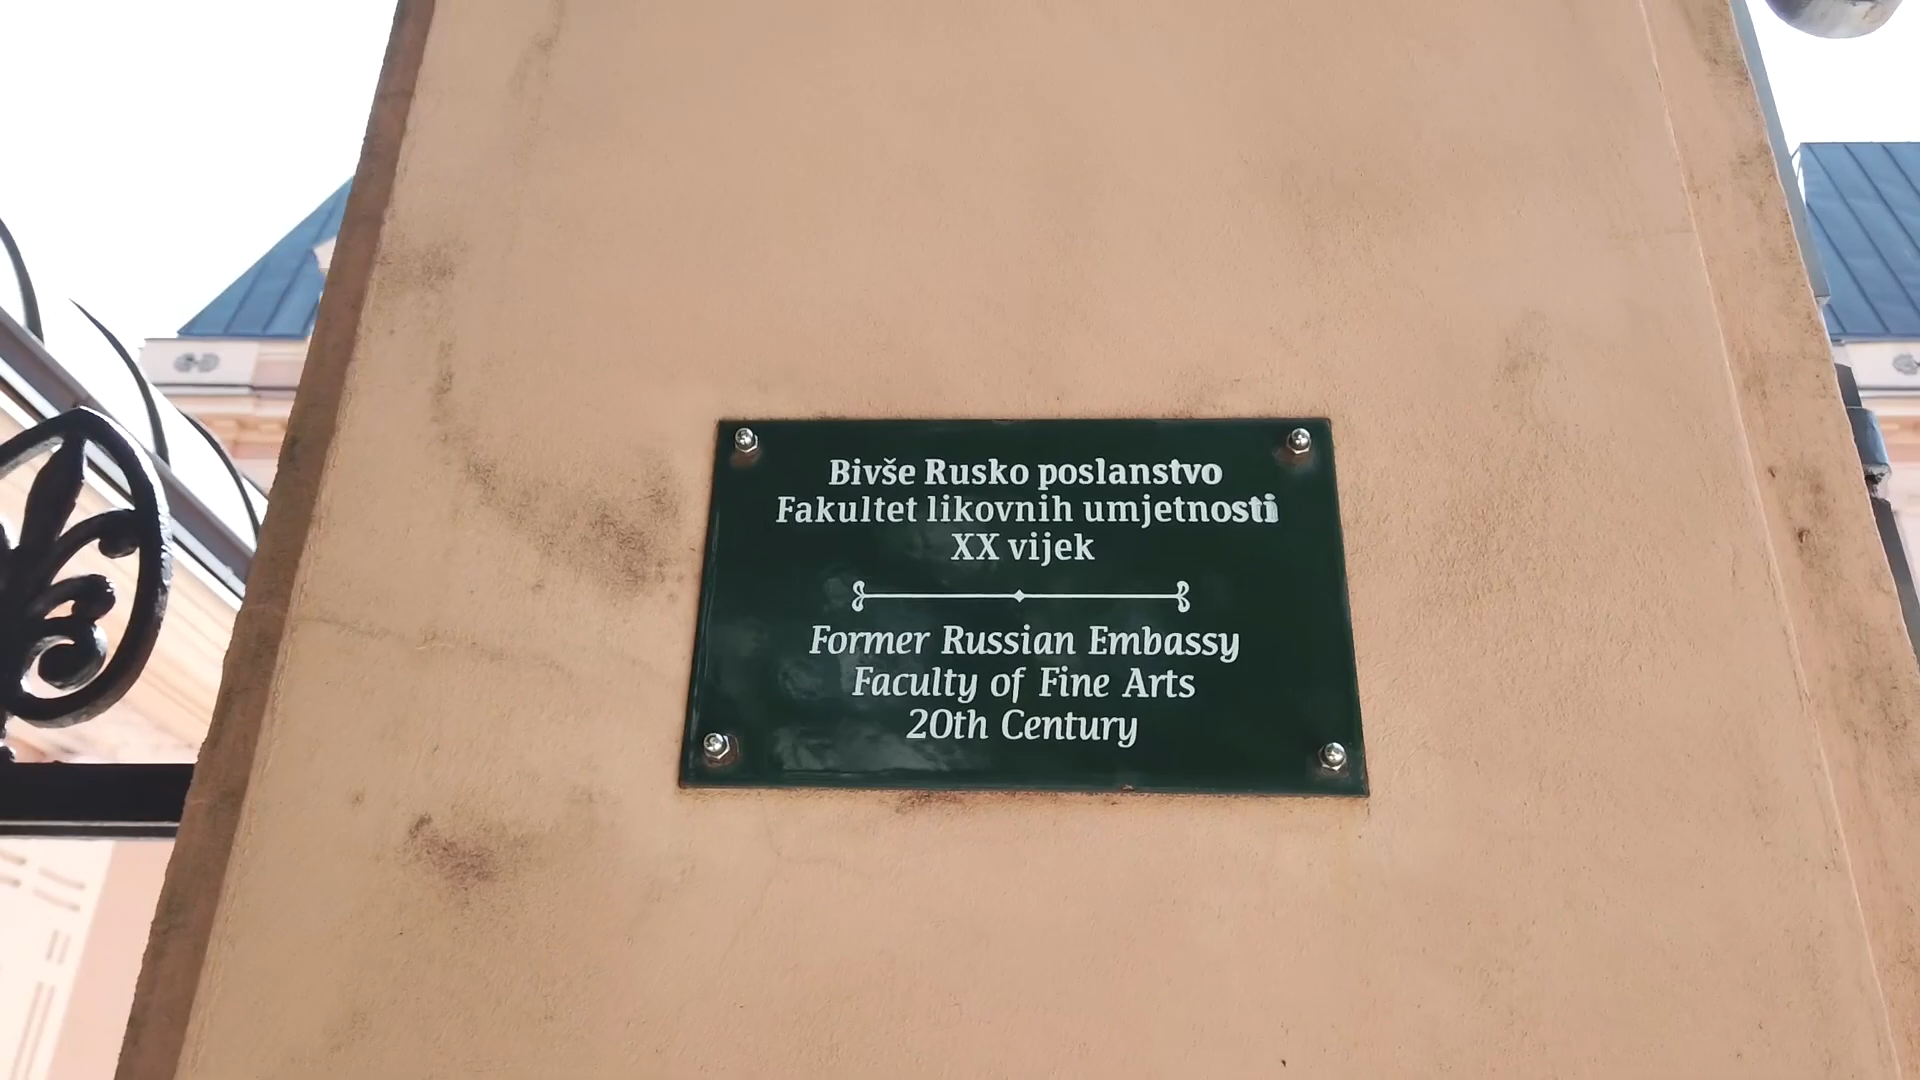 Bivše Rusko poslanstvo
Fakultet likovnih umjetnosti
XX vijek
Former Russian Embassy
Faculty of Fine Arts
20th Century